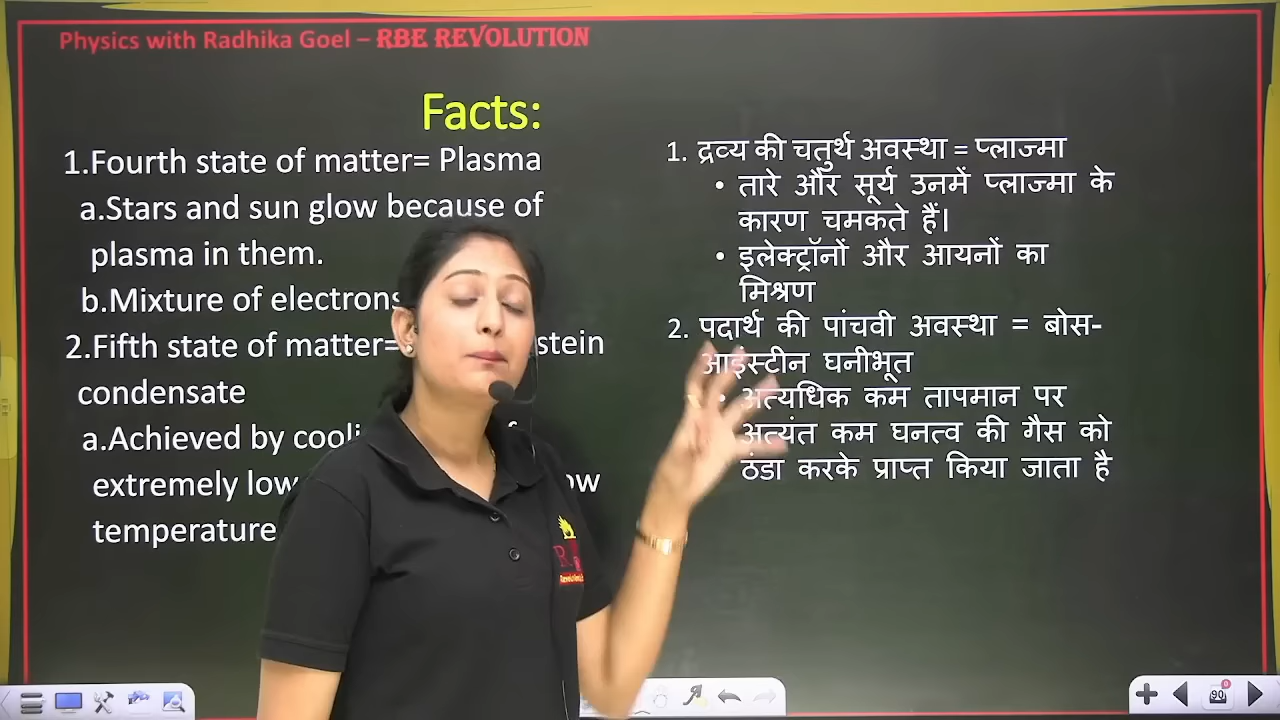 Physics with Radhika Goel – RBE REVOLUTION
Facts:
1.Fourth state of matter= Plasma
a.Stars and sun glow because of
plasma in them.
b.Mixture of electrons
2.Fifth state of matter=
condensate
a.Achieved by
extremely low
temperature
1. द्रव्य की चतुर्थ अवस्था = प्लाज्मा
• तारे और सूर्य उनमें प्लाज्मा के
कारण चमकते हैं।
• इलेक्ट्रॉनों और आयनों का
मिश्रण
2. पदार्थ की पांचवी अवस्था = बोस-
आइंस्टीन घनीभूत
• अत्यधिक कम तापमान पर
अत्यंत कम घनत्व की गैस को
ठंडा करके प्राप्त किया जाता है
90